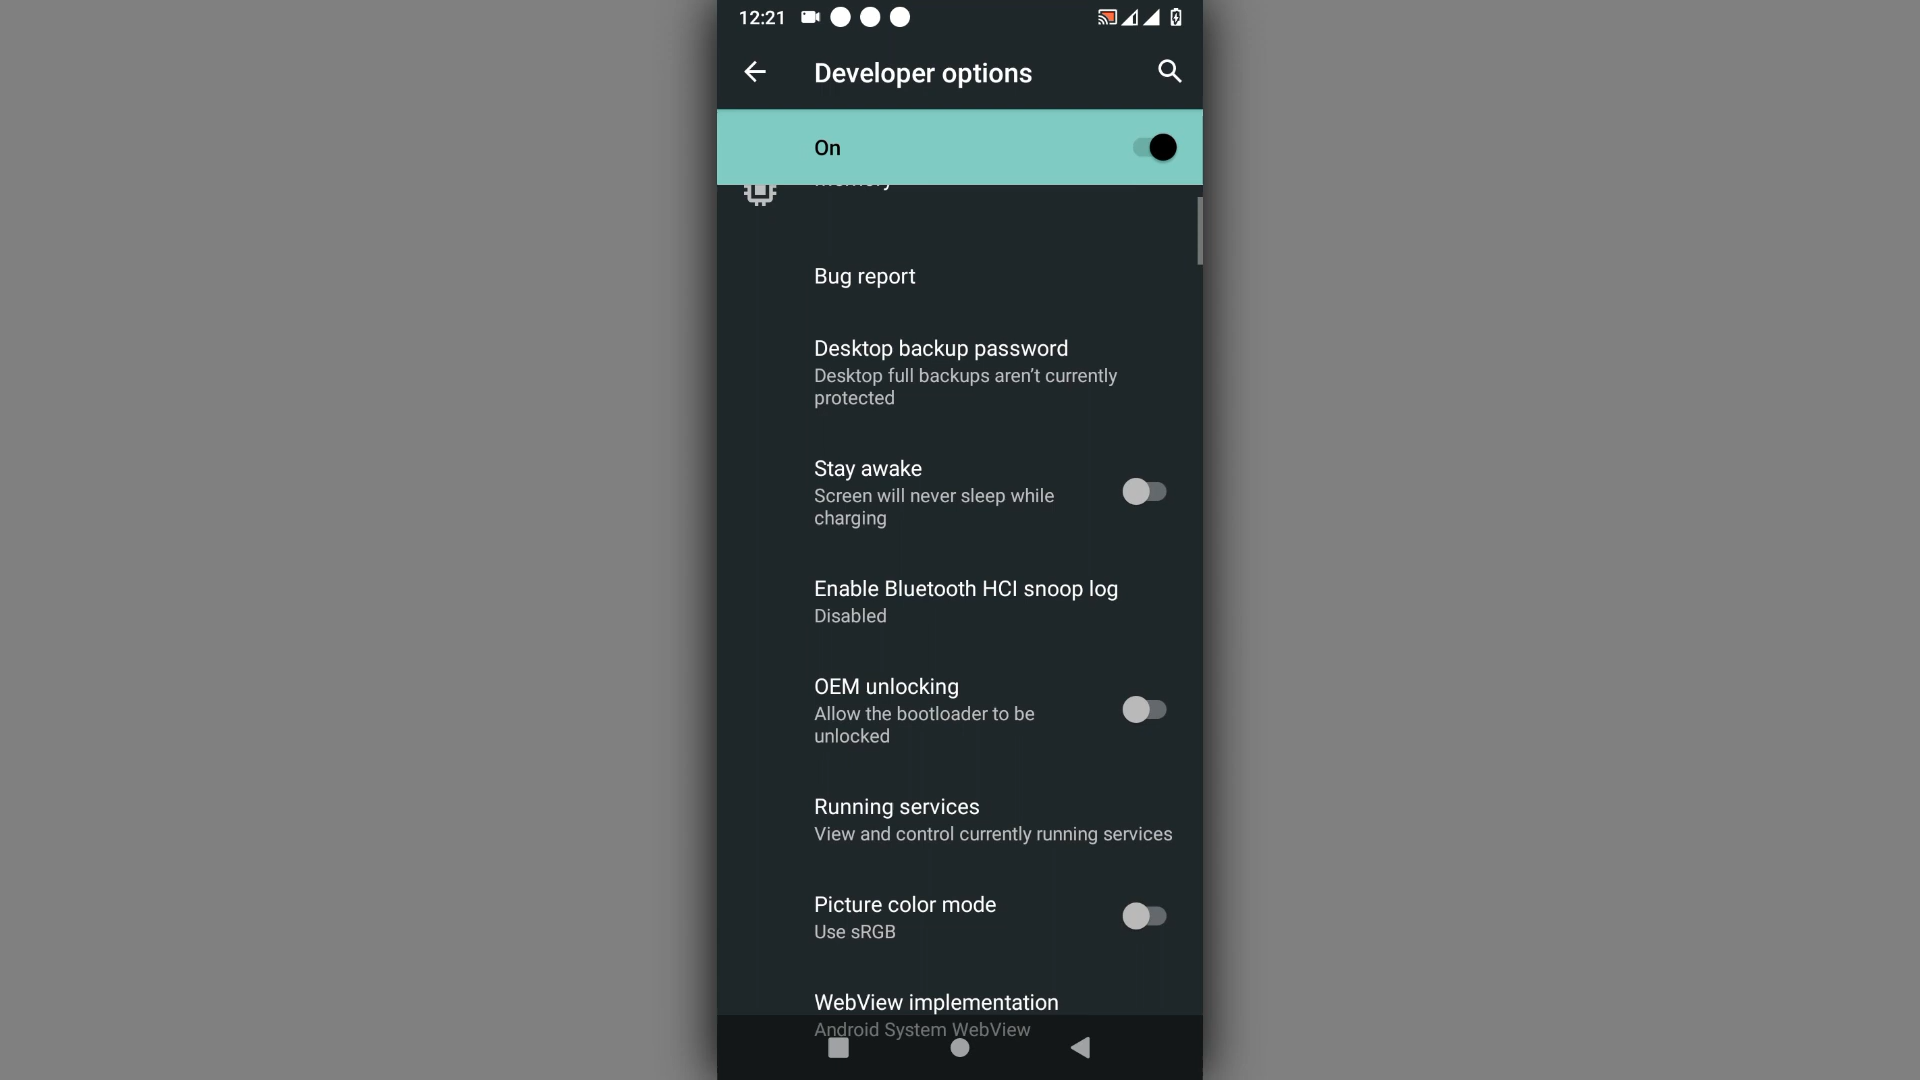 12:21
Developer options
On
Bug report
Desktop backup password
Desktop full backups aren’t currently
protected
Stay awake
Screen will never sleep while
charging
Enable Bluetooth HCI snoop log
Disabled
OEM unlocking
Allow the bootloader to be
unlocked
Running services
View and control currently running services
Picture color mode
Use sRGB
WebView implementation
Android System WebView